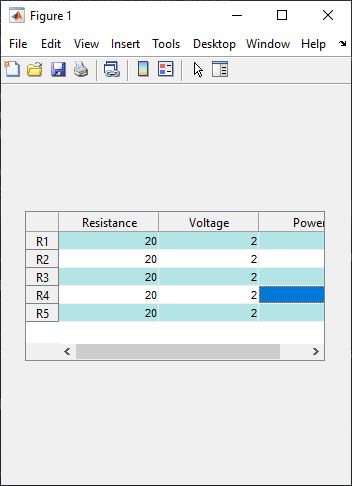 Figure 1
File Edit View Insert Tools Desktop Window Help
Resistance Voltage Power
R1 20 2
R2 20 2
R3 20 2
R4 20 2
R5 20 2